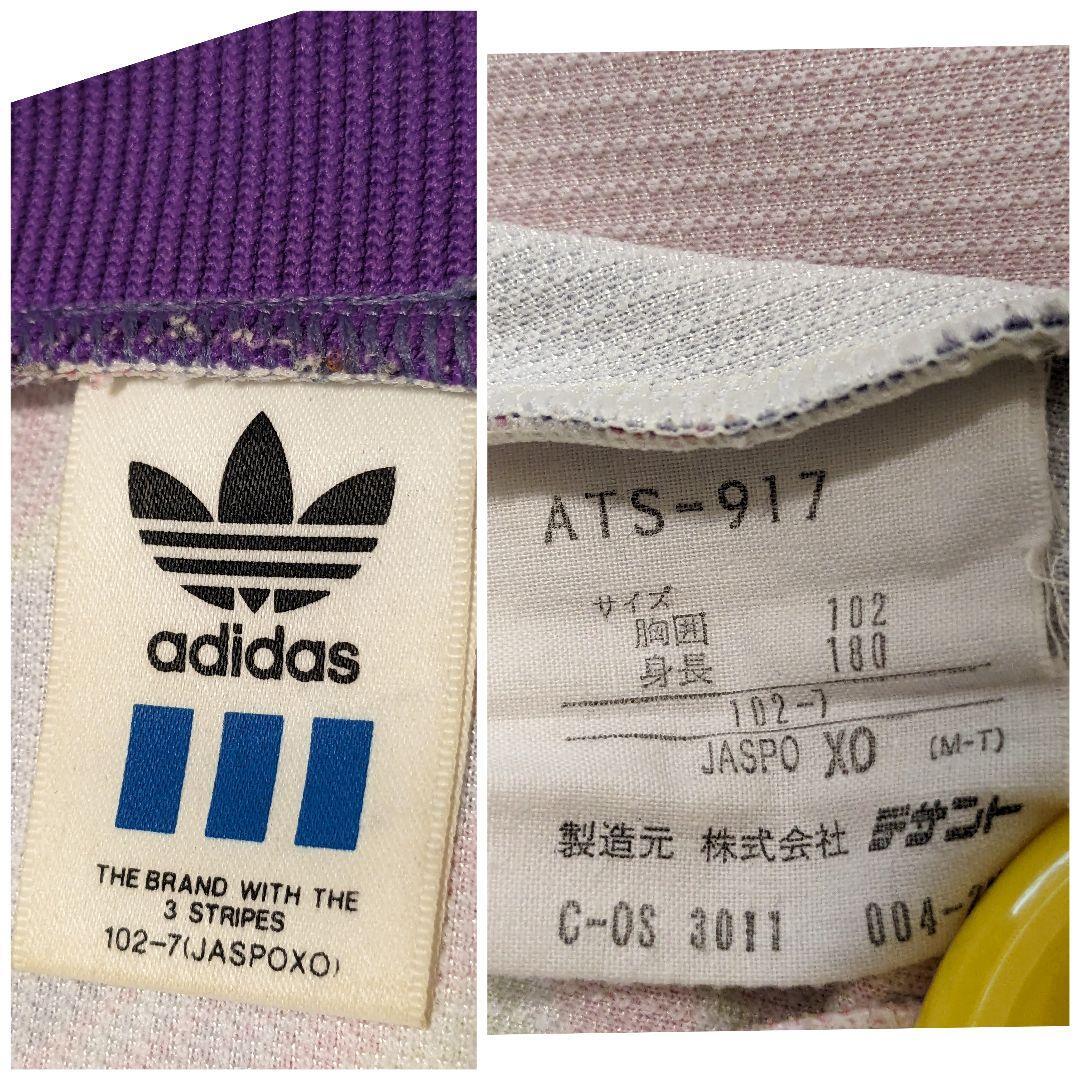 adidas
THE BRAND WITH THE
3 STRIPES
102-7(JASPOXO)
ATS-917
サイズ
胸囲 102
身長 180
102-7
JASPO XO (M-T)
製造元 株式会社 デサント
C-OS 3011